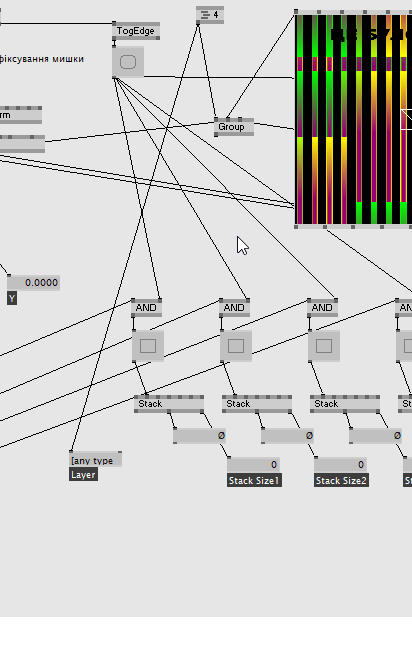 4
TogEdge
фіксування мишки
rm
Group
0.0000
Y
AND
AND
AND
AN
Stack
Stack
Stack
St
Ø
Ø
Ø
[any type
Layer
0
0
Stack Size1
Stack Size2
St